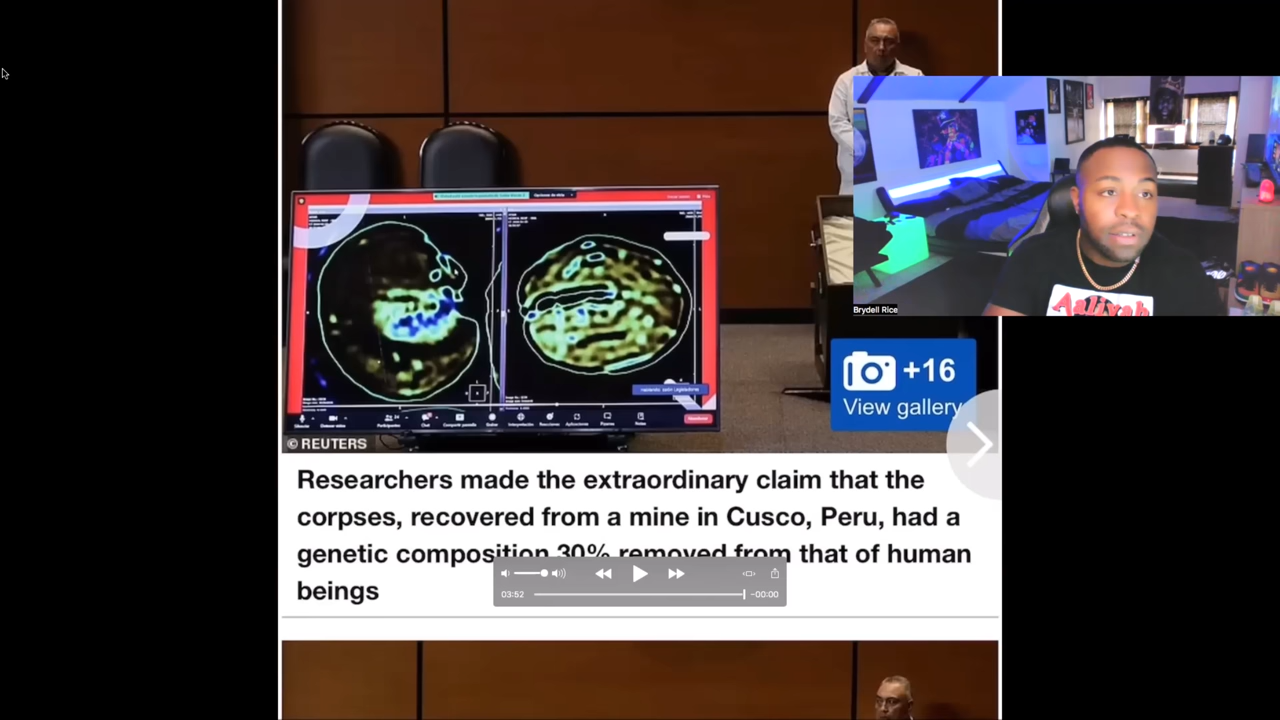 Brydell Rice
Aaliyah
+16
View gallery
© REUTERS
Researchers made the extraordinary claim that the
corpses, recovered from a mine in Cusco, Peru, had a
genetic composition 30% removed from that of human
beings
03:52
-00:00